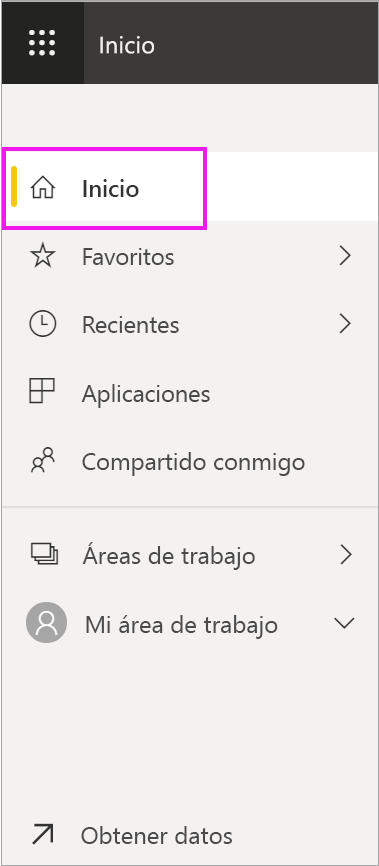 Inicio
Inicio
Favoritos
Recientes
Aplicaciones
Compartido conmigo
Áreas de trabajo
Mi área de trabajo
Obtener datos